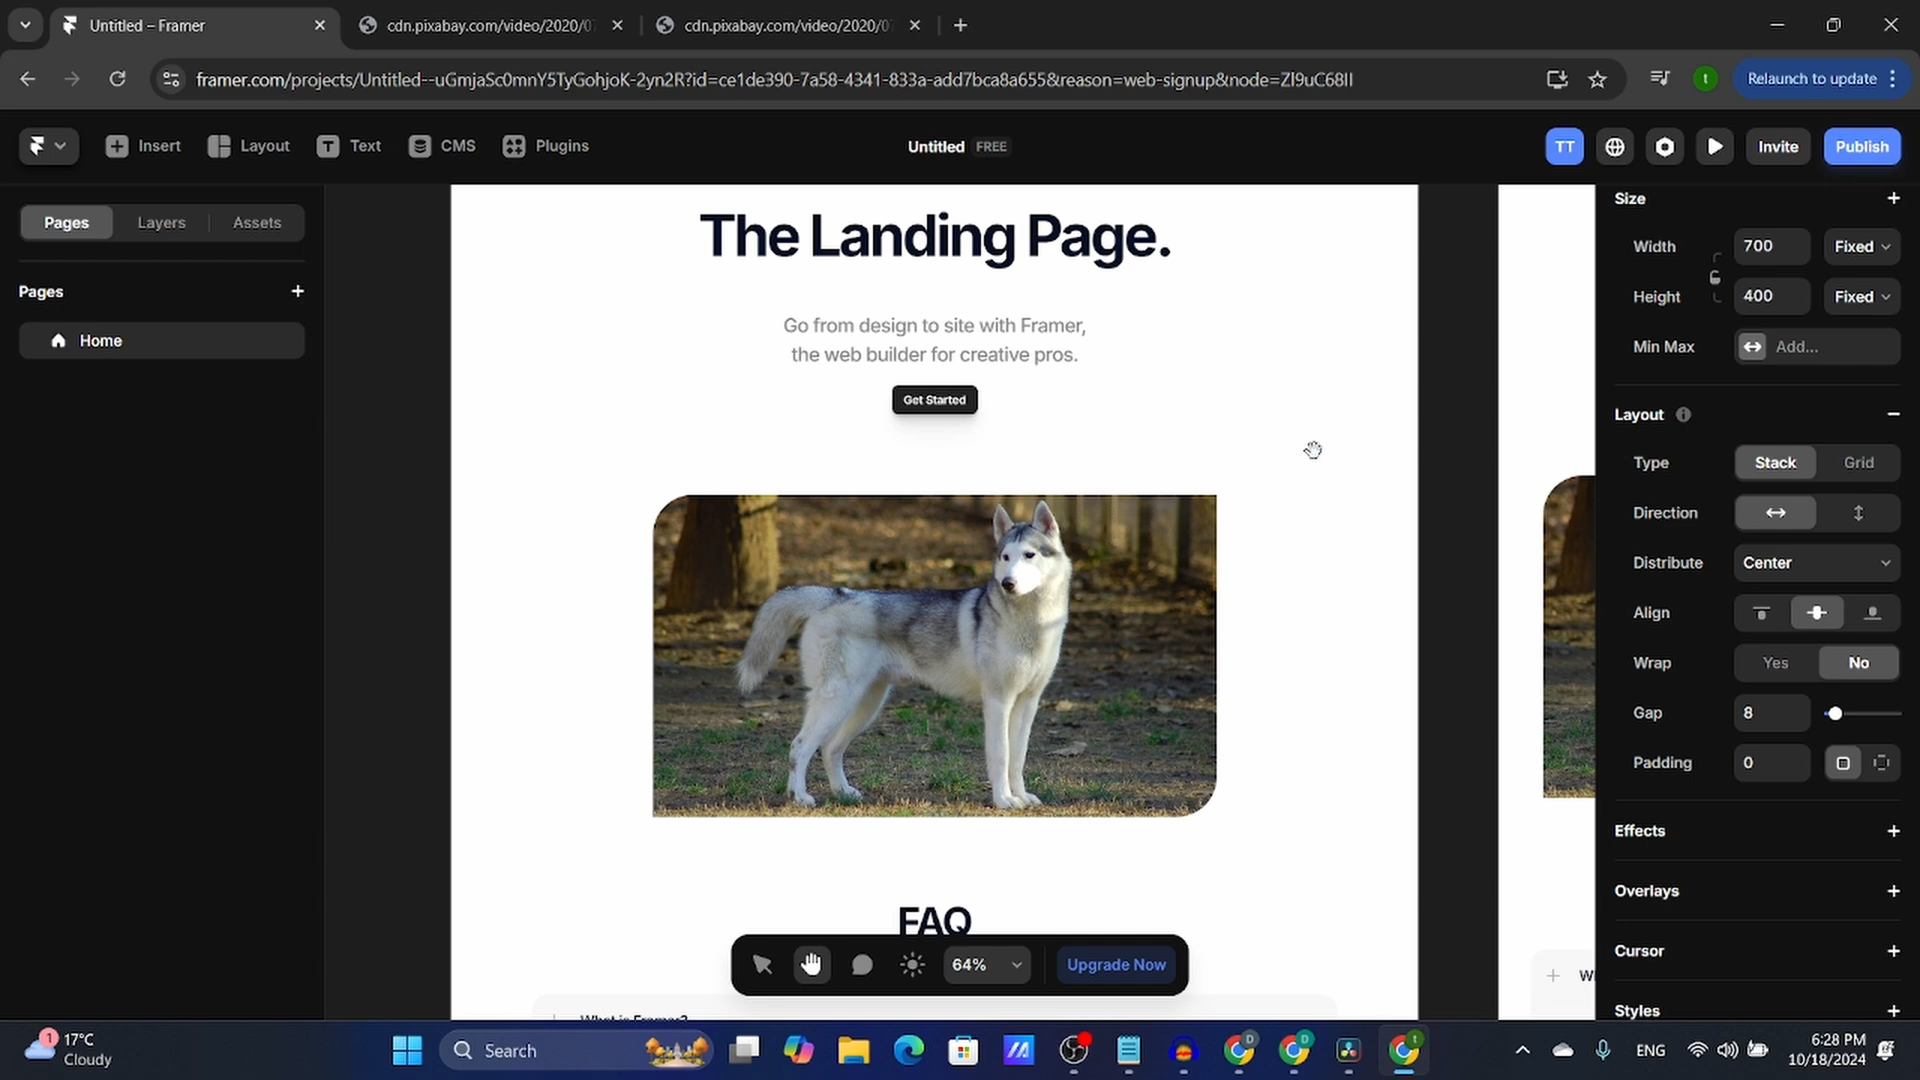 Untitled – Framer
cdn.pixabay.com/video/2020/0
cdn.pixabay.com/video/2020/0
framer.com/projects/Untitled--uGmjaSc0mnY5TyGohjoK-2yn2R?id=ce1de390-7a58-4341-833a-add7bca8a655&reason=web-signup&node=Zl9uC68II
t
Relaunch to update
Insert
Layout
Text
CMS
Plugins
Untitled FREE
TT
Invite
Publish
Pages
Layers
Assets
Pages
Home
The Landing Page.
Go from design to site with Framer,
the web builder for creative pros.
Get Started
FAQ
What is Framer?
64%
Upgrade Now
Size
Width 700 Fixed
Height 400 Fixed
Min Max Add...
Layout
Type Stack Grid
Direction
Distribute Center
Align
Wrap Yes No
Gap 8
Padding 0
Effects
Overlays
Cursor
Styles
1
17°C
Cloudy
Search
D
D
t
ENG
6:28 PM
10/18/2024